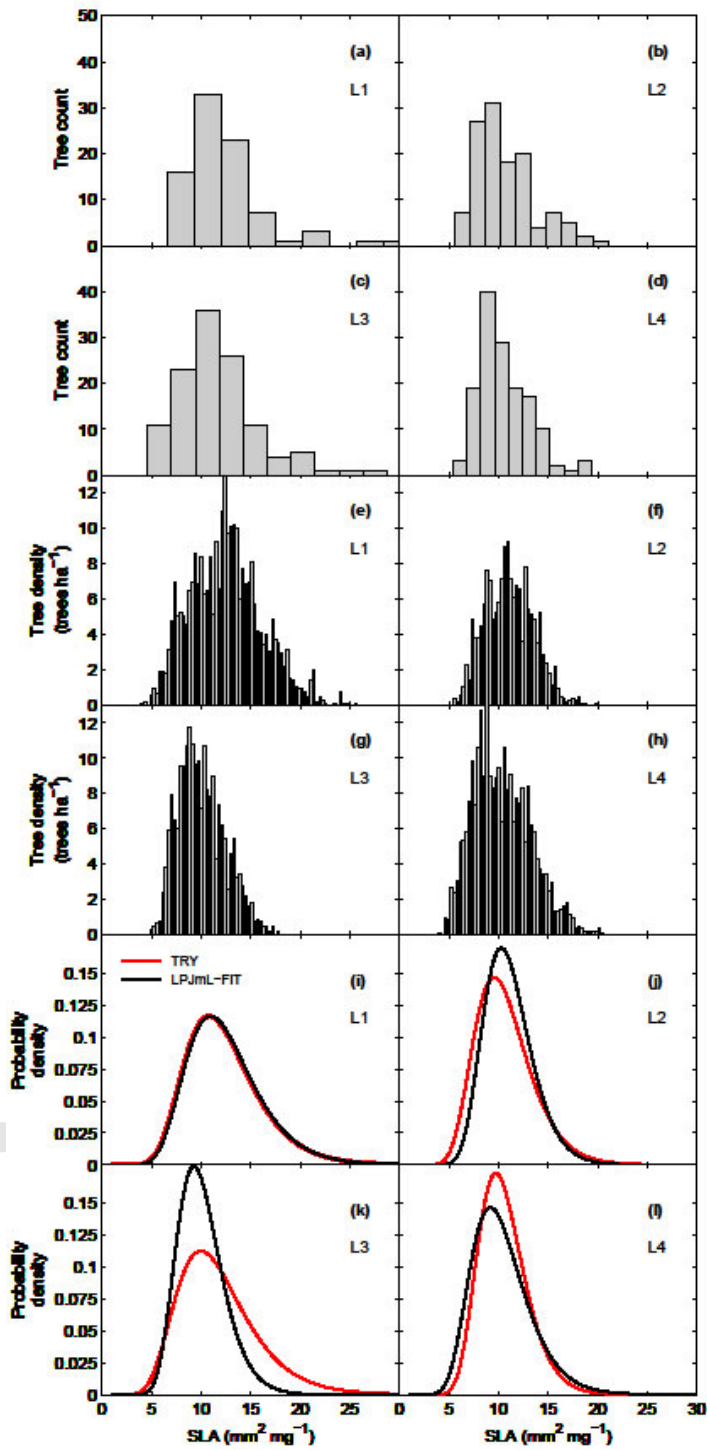 50
(a)
(b)
40
L1
L2
Tree count
30
20
10
0
(c)
(d)
40
L3
L4
Tree count
30
20
10
0
12
(e)
(f)
10
L1
L2
Tree density
(trees ha⁻¹)
8
6
4
2
0
12
(g)
(h)
10
L3
L4
Tree density
(trees ha⁻¹)
8
6
4
2
0
TRY
LPJmL-FIT
(i)
(j)
0.15
L1
L2
0.125
Probability
density
0.1
0.075
0.05
0.025
0
(k)
(l)
0.15
L3
L4
0.125
Probability
density
0.1
0.075
0.05
0.025
0
0 5 10 15 20 25 0 5 10 15 20 25 30
SLA (mm² mg⁻¹) SLA (mm² mg⁻¹)